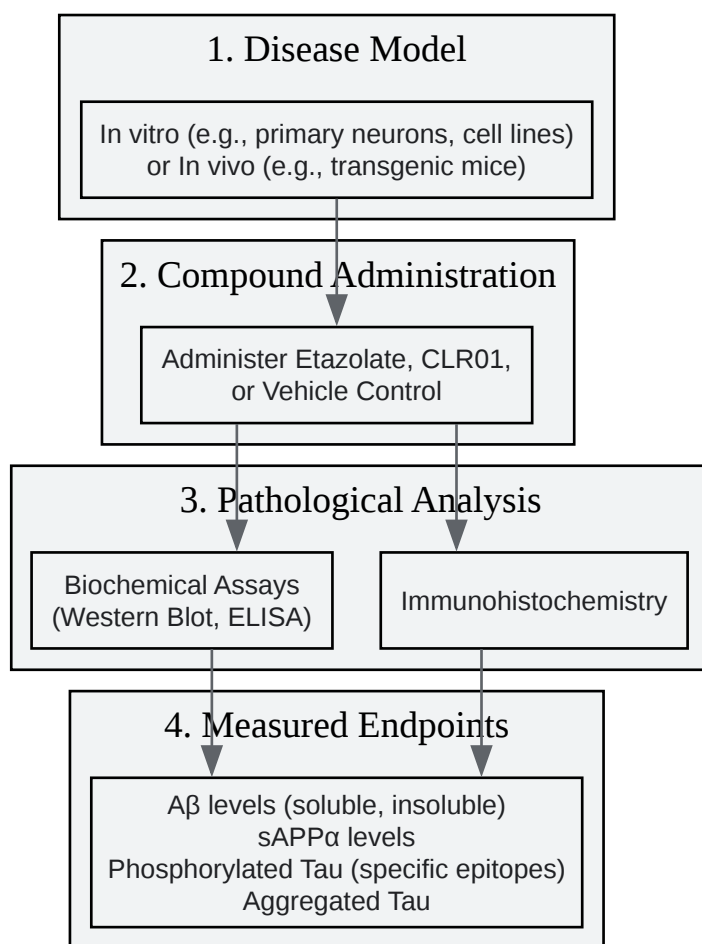 1. Disease Model
In vitro (e.g., primary neurons, cell lines)
or In vivo (e.g., transgenic mice)
2. Compound Administration
Administer Etazolate, CLR01,
or Vehicle Control
3. Pathological Analysis
Biochemical Assays
(Western Blot, ELISA)
Immunohistochemistry
4. Measured Endpoints
Aβ levels (soluble, insoluble)
sAPPα levels
Phosphorylated Tau (specific epitopes)
Aggregated Tau